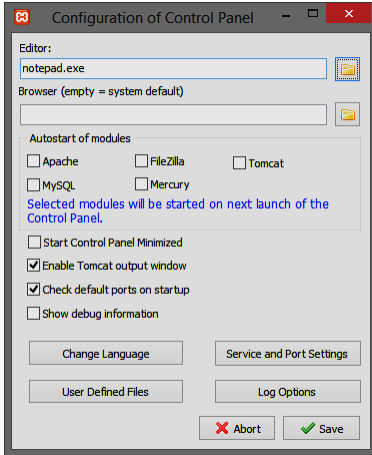 Configuration of Control Panel
Editor:
notepad.exe
Browser (empty = system default)
Autostart of modules
Apache
FileZilla
Tomcat
MySQL
Mercury
Selected modules will be started on next launch of the
Control Panel.
Start Control Panel Minimized
Enable Tomcat output window
Check default ports on startup
Show debug information
Change Language
Service and Port Settings
User Defined Files
Log Options
Abort
Save